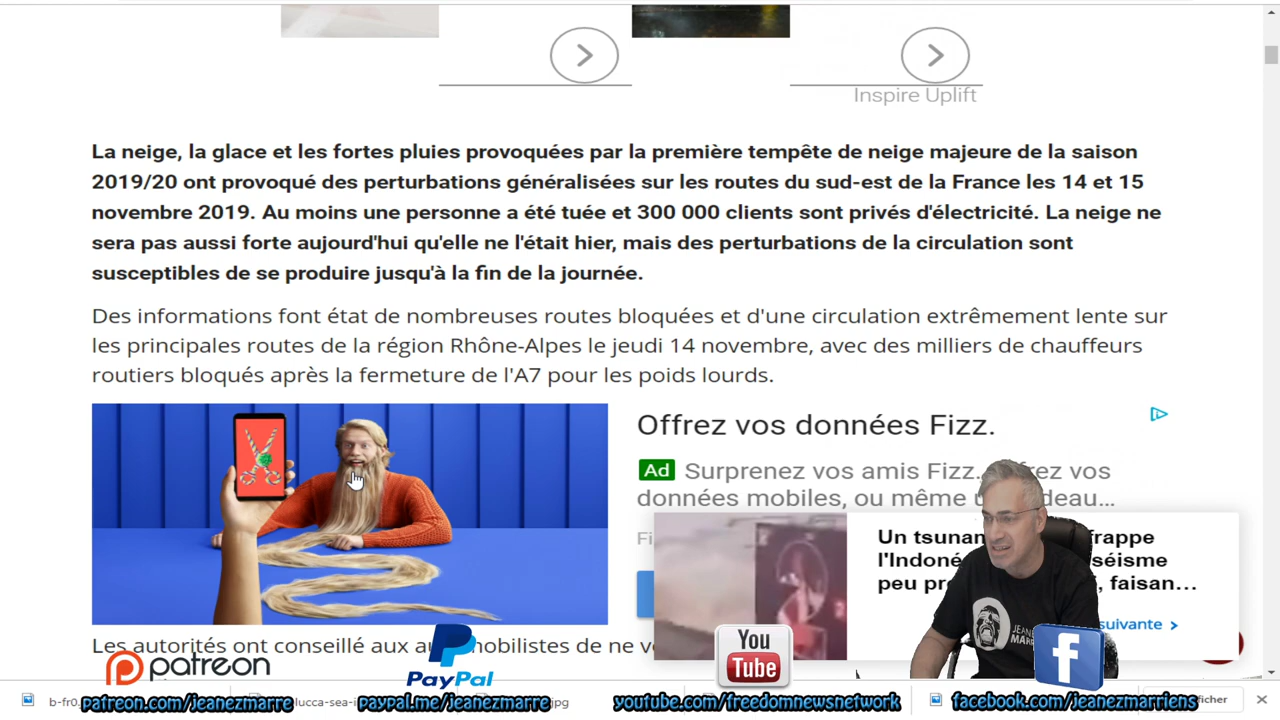 Inspire Uplift
La neige, la glace et les fortes pluies provoquées par la première tempête de neige majeure de la saison
2019/20 ont provoqué des perturbations généralisées sur les routes du sud-est de la France les 14 et 15
novembre 2019. Au moins une personne a été tuée et 300 000 clients sont privés d'électricité. La neige ne
sera pas aussi forte aujourd'hui qu'elle ne l'était hier, mais des perturbations de la circulation sont
susceptibles de se produire jusqu'à la fin de la journée.
Des informations font état de nombreuses routes bloquées et d'une circulation extrêmement lente sur
les principales routes de la région Rhône-Alpes le jeudi 14 novembre, avec des milliers de chauffeurs
routiers bloqués après la fermeture de l'A7 pour les poids lourds.
Offrez vos données Fizz.
Ad Surprenez vos amis Fizz. Offrez vos
données mobiles, ou même
Un frappe
séisme
peu faisan...
suivante
Les autorités ont conseillé aux de ne
JEANE
MARR
patreon
PayPal
You
Tube
patreon.com/jeanezmarre
paypal.me/jeanezmarre
youtube.com/freedomnewsnetwork
facebook.com/jeanezmarriens